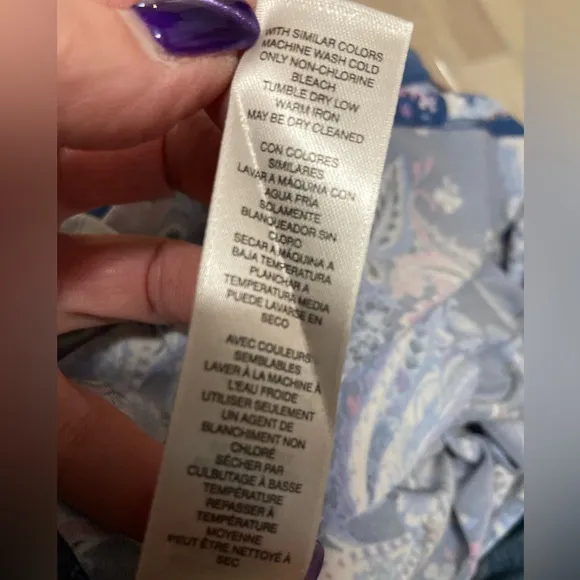 WITH SIMILAR COLORS
MACHINE WASH COLD
ONLY NON-CHLORINE
BLEACH
TUMBLE DRY LOW
WARM IRON
MAY BE DRY CLEANED
CON COLORES
SIMILARES
LAVAR A MÁQUINA CON
AGUA FRÍA
SOLAMENTE
BLANQUEADOR SIN
CLORO
SECAR A MÁQUINA A
BAJA TEMPERATURA
PLANCHAR A
TEMPERATURA MEDIA
PUEDE LAVARSE EN
SECO
AVEC COULEURS
SEMBLABLES
LAVER À LA MACHINE À
L'EAU FROIDE
UTILISER SEULEMENT
UN AGENT DE
BLANCHIMENT NON
CHLORÉ
SÉCHER PAR
CULBUTAGE À BASSE
TEMPÉRATURE
REPASSER À
TEMPÉRATURE
MOYENNE
PEUT ÊTRE NETTOYÉ À
SEC